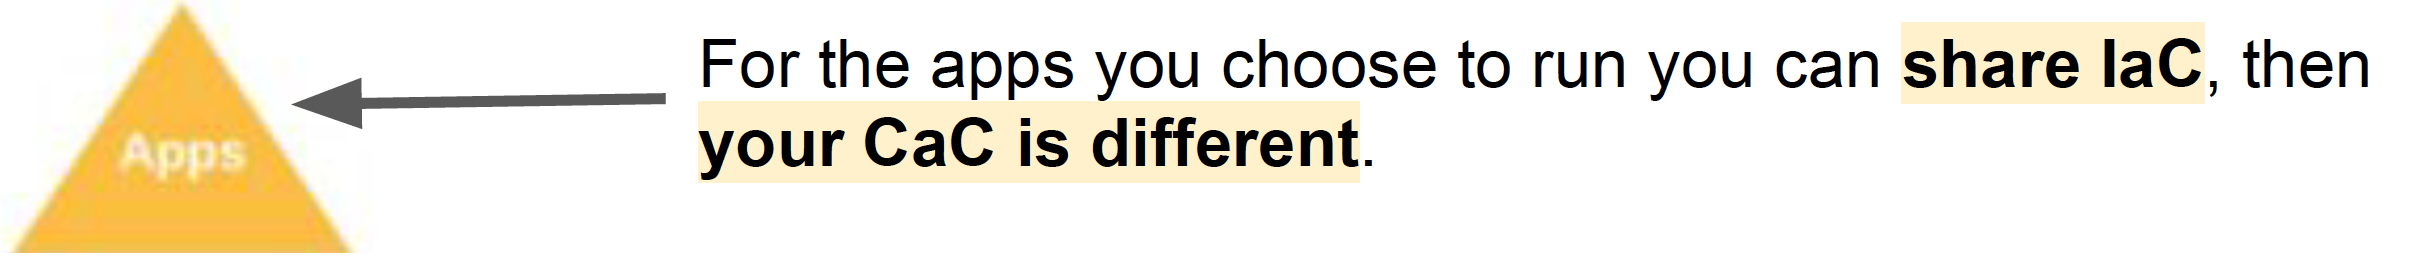 Apps
For the apps you choose to run you can share IaC, then
your CaC is different.